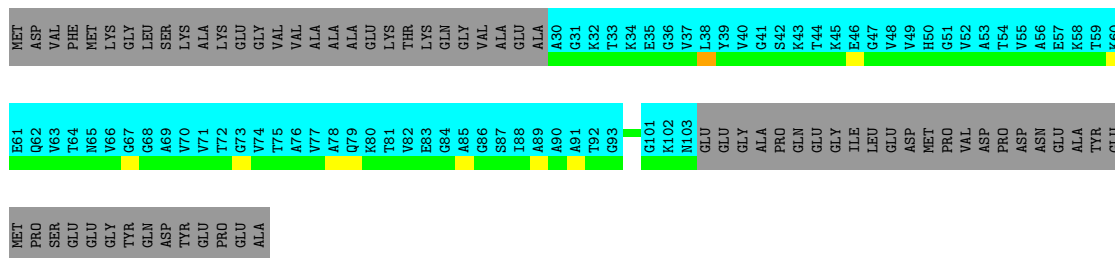 MET ASP VAL PHE MET LYS GLY LEU SER LYS ALA LYS GLU GLY VAL VAL ALA ALA ALA GLU LYS THR LYS GLN GLY VAL ALA GLU ALA A30 G31 K32 T33 K34 E35 G36 V37 L38 Y39 V40 G41 S42 K43 T44 K45 E46 G47 V48 V49 H50 G51 V52 A53 T54 V55 A56 E57 K58 T59 K60
E61 Q62 V63 T64 N65 V66 G67 G68 A69 V70 V71 T72 G73 V74 T75 A76 V77 A78 Q79 K80 T81 V82 E83 G84 A85 G86 S87 I88 A89 A90 A91 T92 G93 G101 K102 N103 GLU GLU GLY ALA PRO GLN GLU GLY ILE LEU GLU ASP MET PRO VAL ASP PRO ASP ASN GLU ALA TYR GLU
MET PRO SER GLU GLU GLY TYR GLN ASP TYR GLU PRO GLU ALA